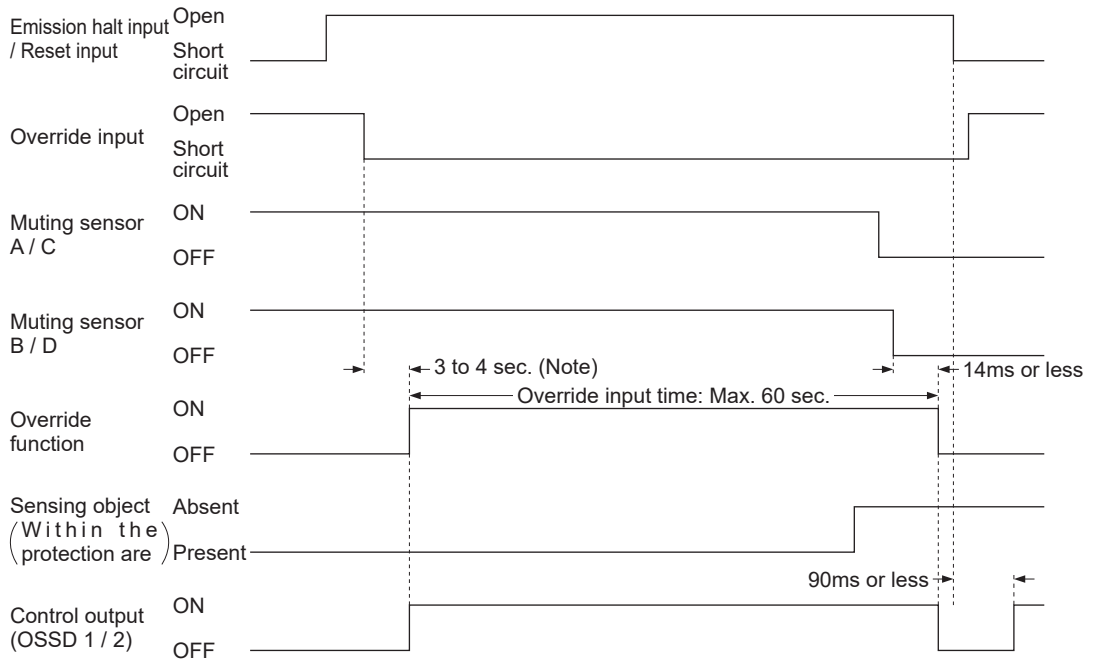 Emission halt input
/ Reset input
Open
Short
circuit
Override input
Open
Short
circuit
Muting sensor
A / C
ON
OFF
Muting sensor
B / D
ON
OFF
3 to 4 sec. (Note)
14ms or less
Override input time: Max. 60 sec.
Override
function
ON
OFF
Sensing object
(Within the
protection are)
Absent
Present
90ms or less
Control output
(OSSD 1 / 2)
ON
OFF